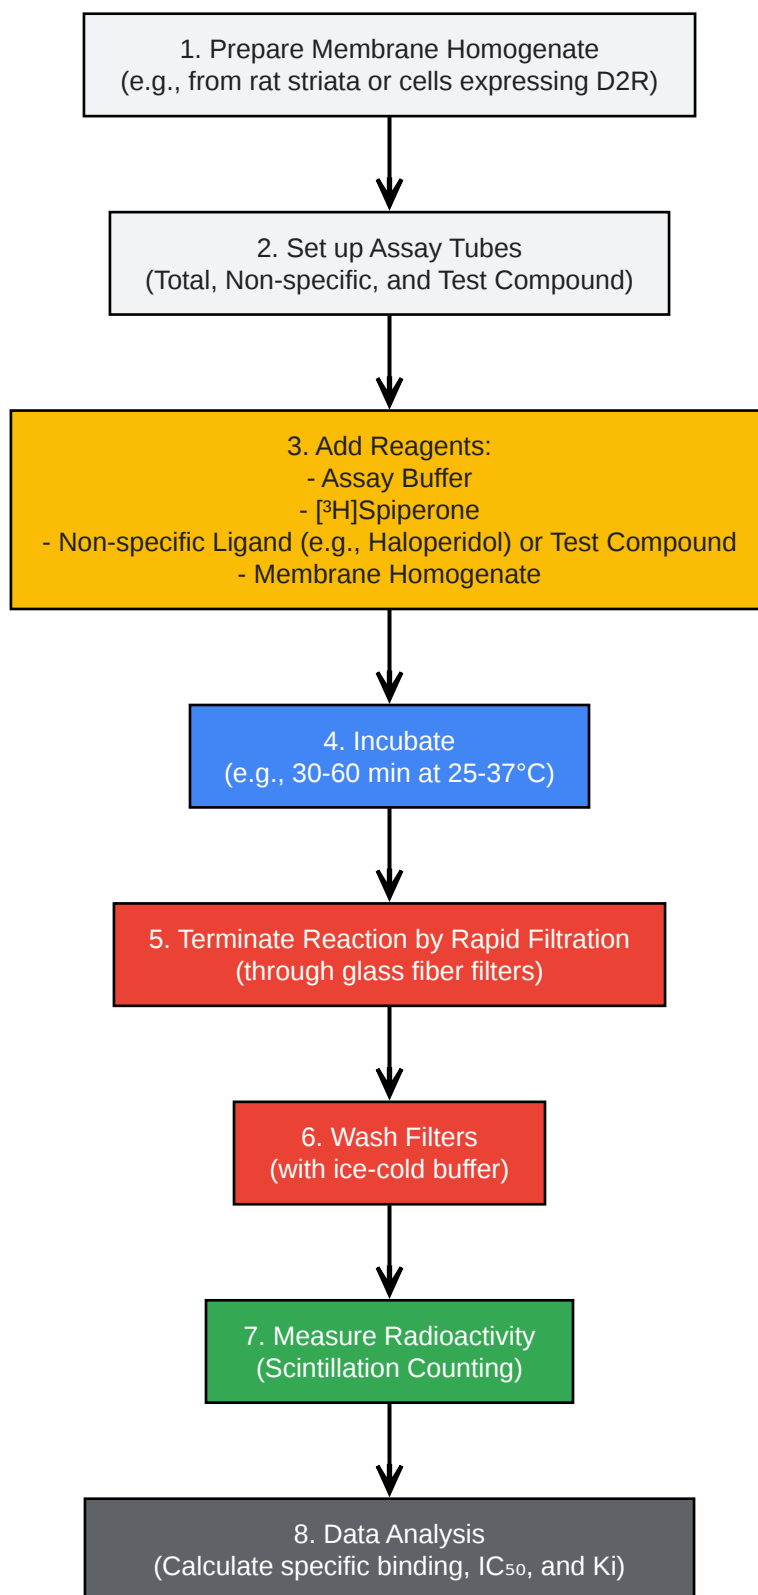 1. Prepare Membrane Homogenate
(e.g., from rat striata or cells expressing D2R)
2. Set up Assay Tubes
(Total, Non-specific, and Test Compound)
3. Add Reagents:
- Assay Buffer
- [³H]Spiperone
- Non-specific Ligand (e.g., Haloperidol) or Test Compound
- Membrane Homogenate
4. Incubate
(e.g., 30-60 min at 25-37°C)
5. Terminate Reaction by Rapid Filtration
(through glass fiber filters)
6. Wash Filters
(with ice-cold buffer)
7. Measure Radioactivity
(Scintillation Counting)
8. Data Analysis
(Calculate specific binding, IC₅₀, and Ki)